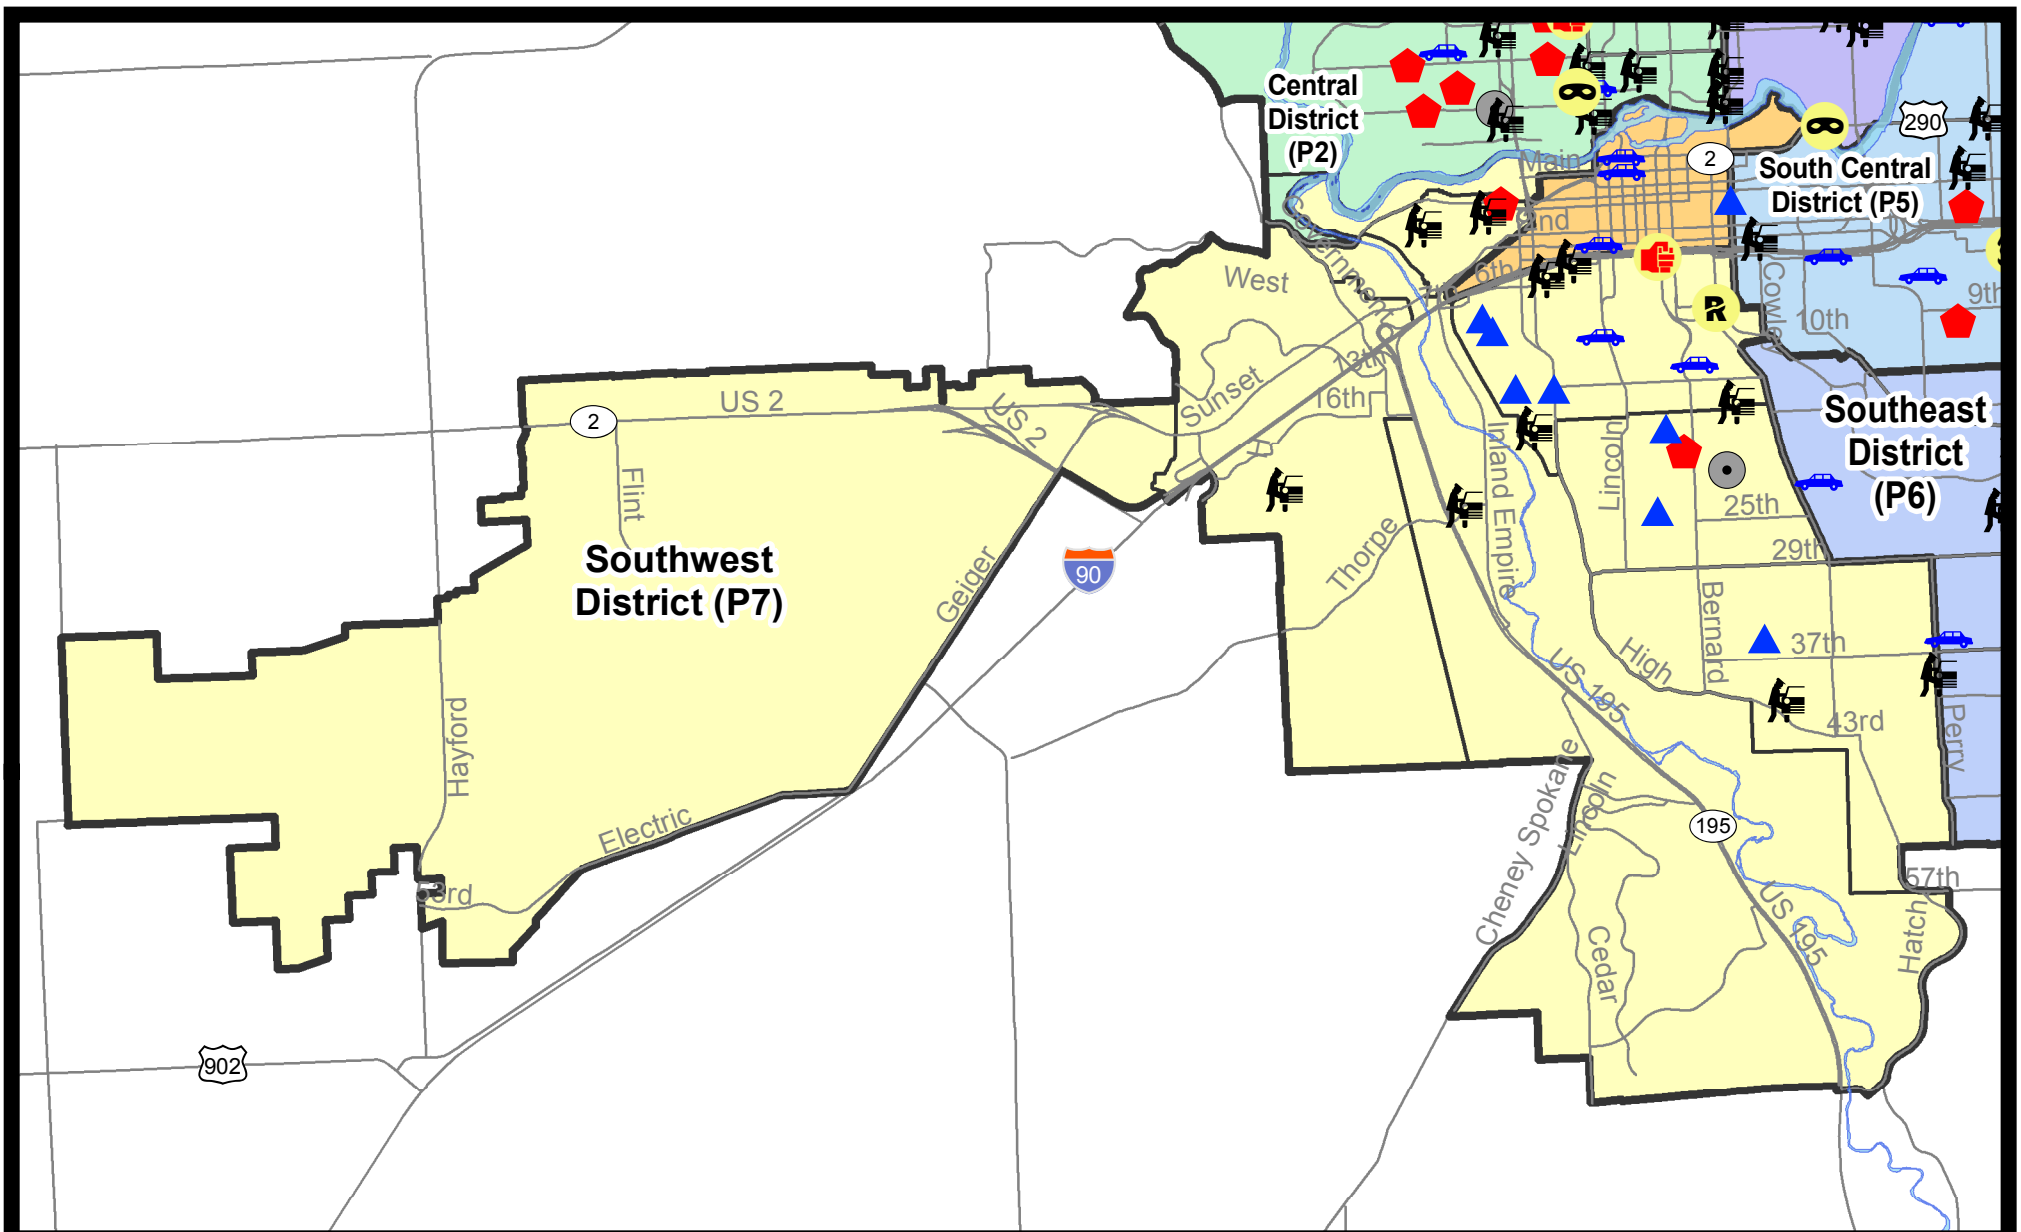 Central
District
(P2)
290
Main
2
South Central
District (P5)
2nd
Government
West
6th
7th
Cowley
9th
10th
R
13th
Sunset
16th
US 2
2
US 2
Southeast
District
(P6)
Flint
Inland Empire
Lincoln
25th
29th
Southwest
District (P7)
90
Geiger
Thorpe
Bernard
37th
High
US 195
43rd
Perry
Hayford
Electric
Cheney Spokane
Lincoln
195
53rd
57th
US 195
Hatch
Cedar
902